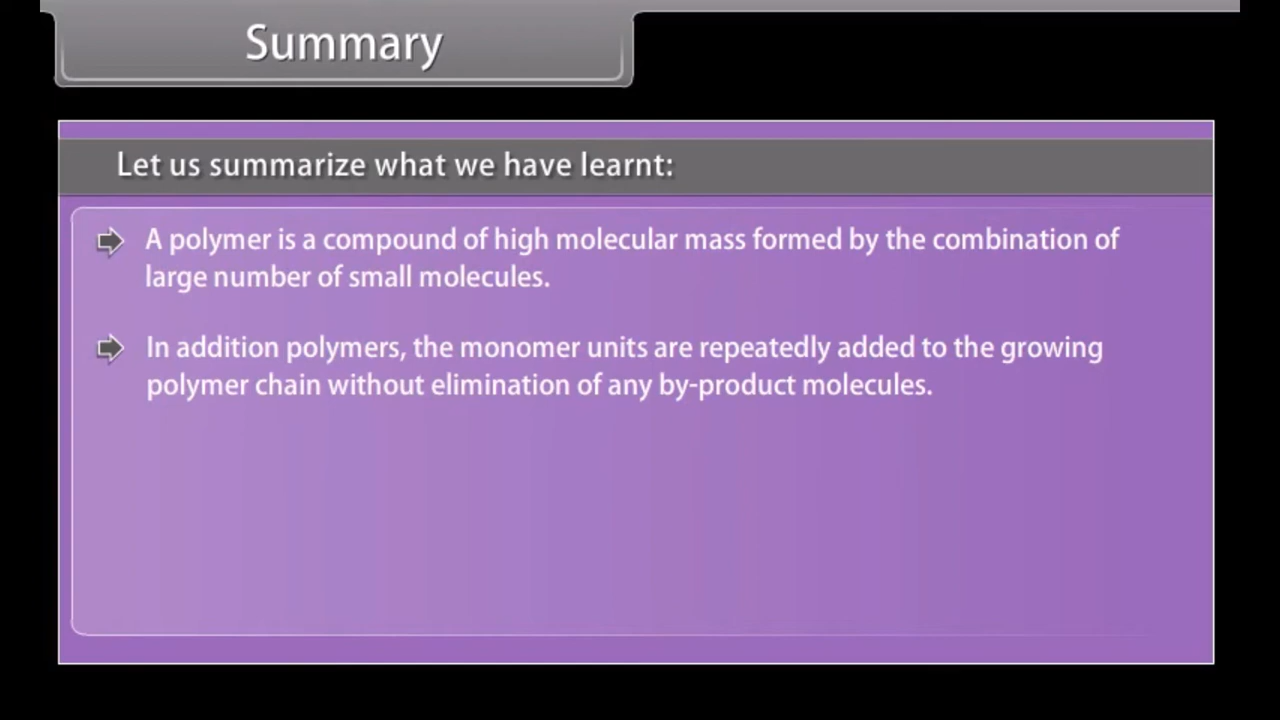 Summary
Let us summarize what we have learnt:
A polymer is a compound of high molecular mass formed by the combination of
large number of small molecules.
In addition polymers, the monomer units are repeatedly added to the growing
polymer chain without elimination of any by-product molecules.